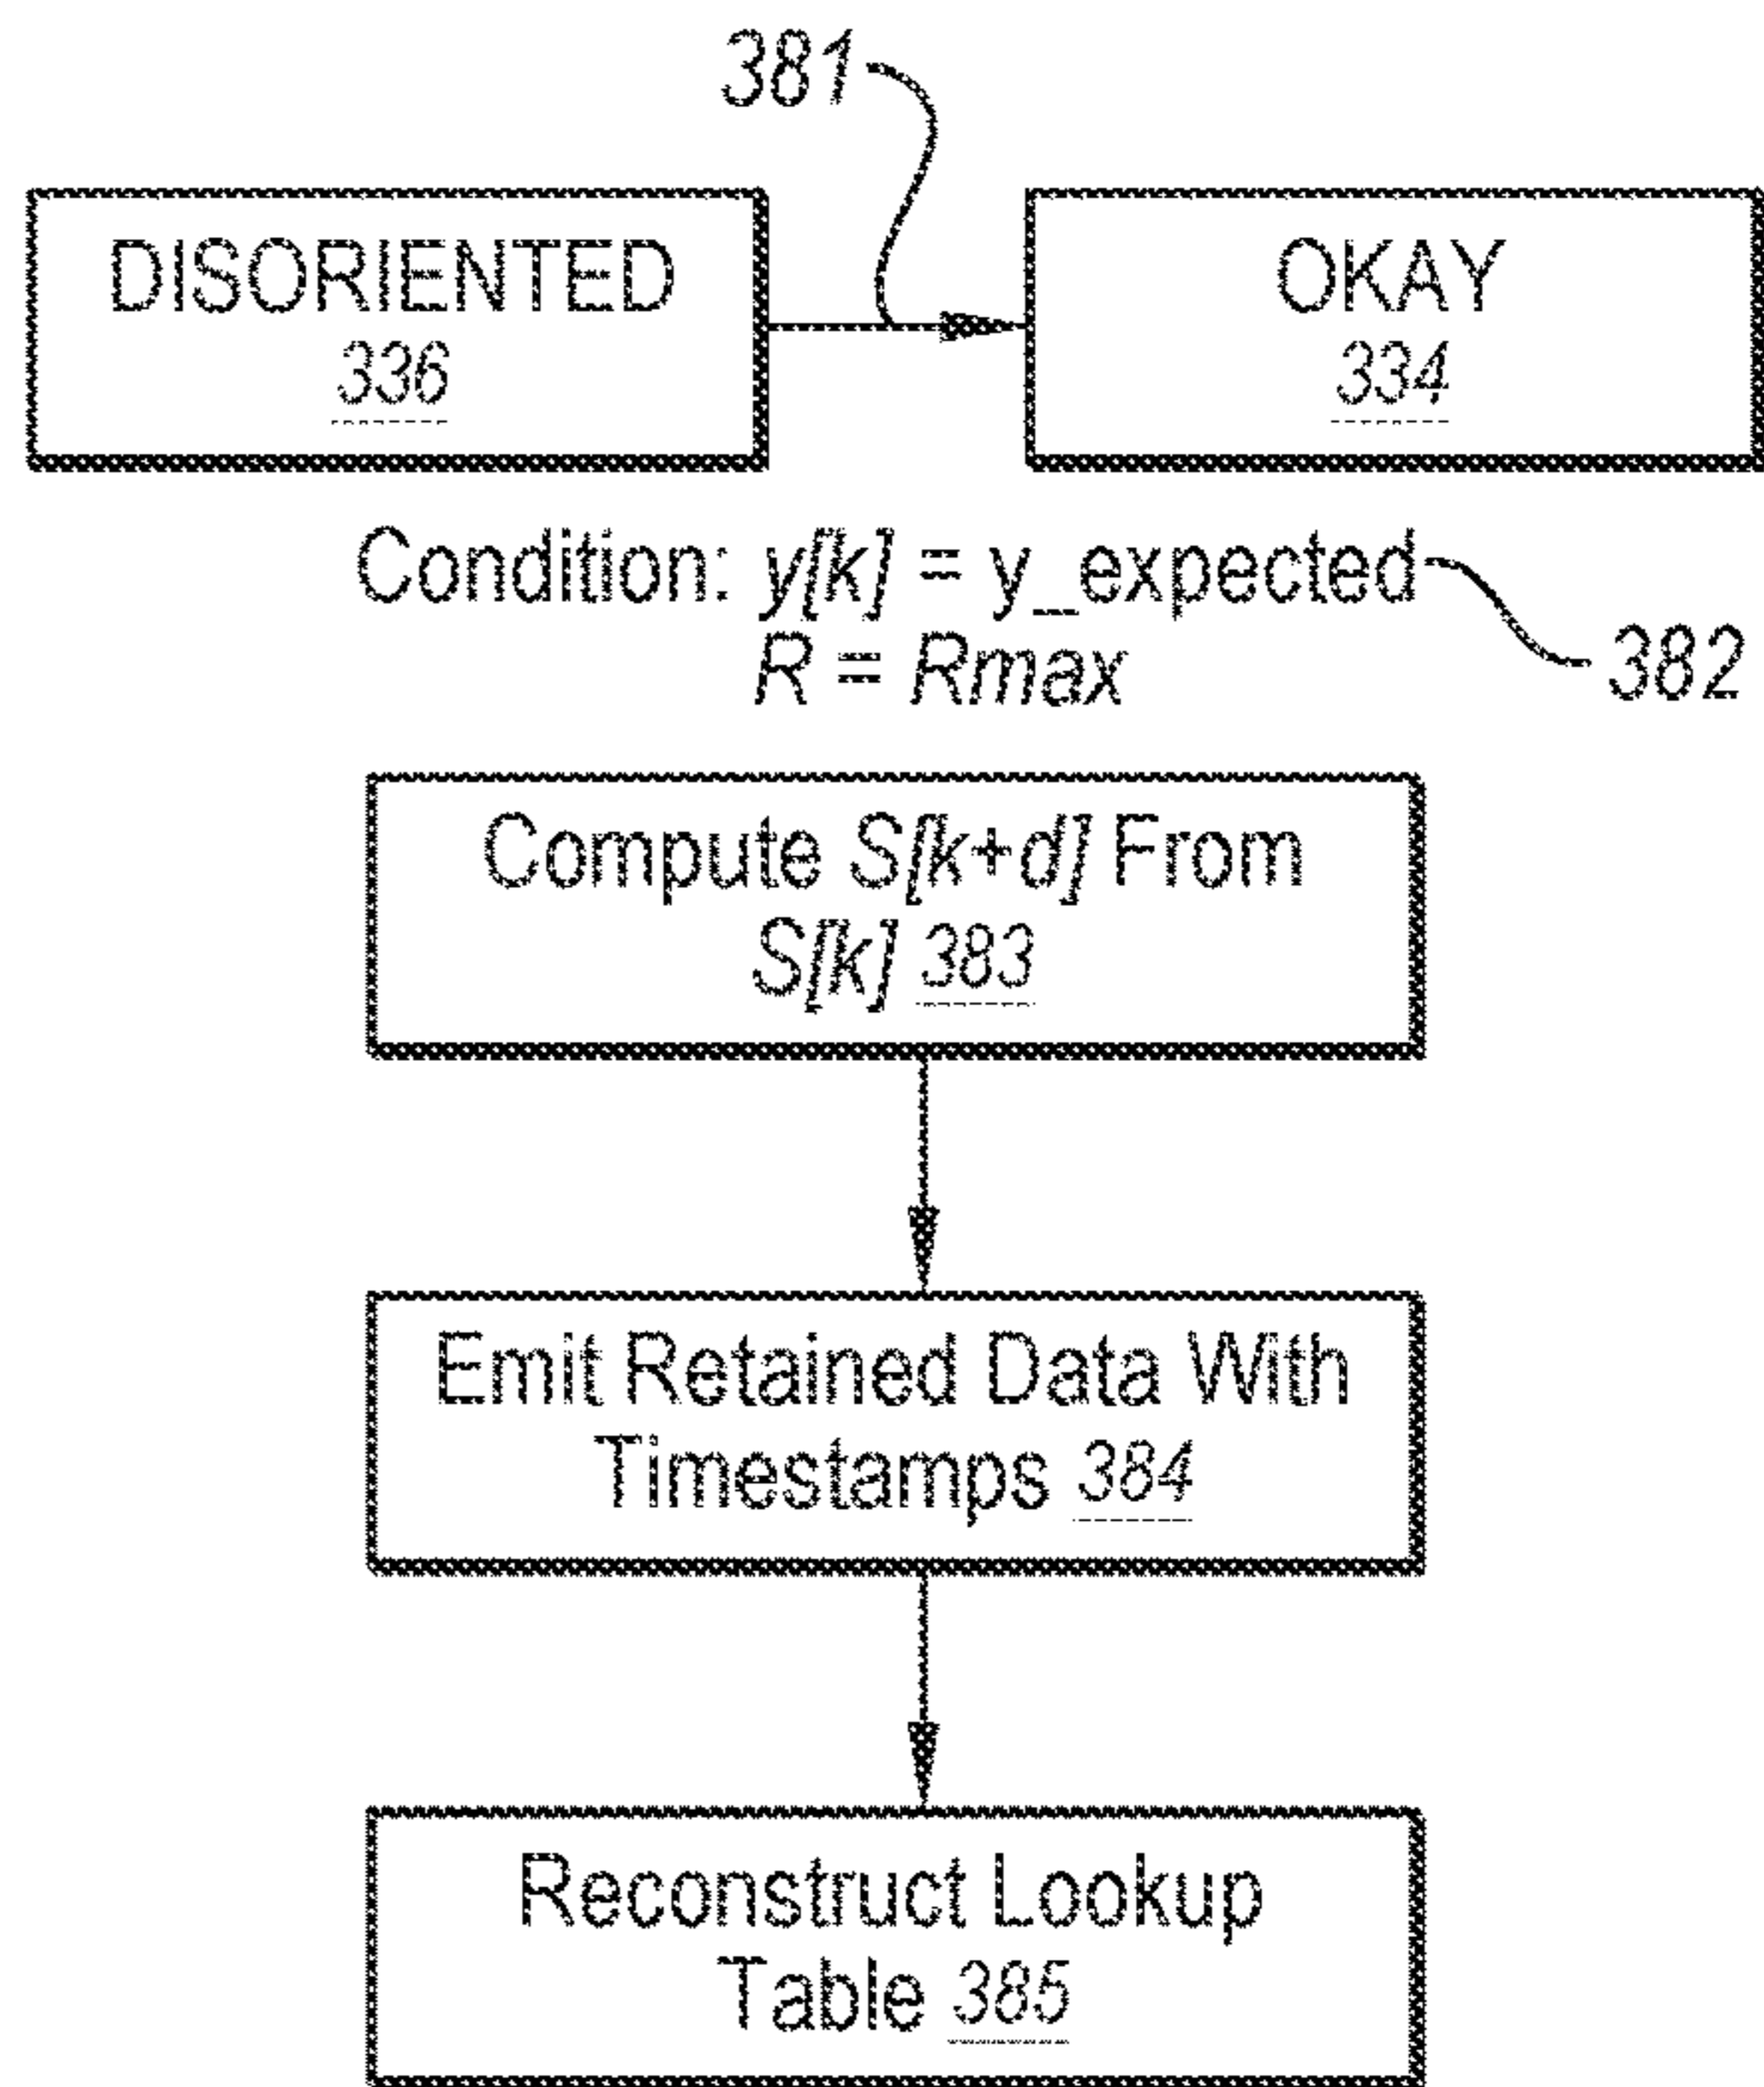 381
DISORIENTED
336
OKAY
334
Condition: y[k] = y_expected
R = Rmax
382
Compute S[k+d] From
S[k] 383
Emit Retained Data With
Timestamps 384
Reconstruct Lookup
Table 385